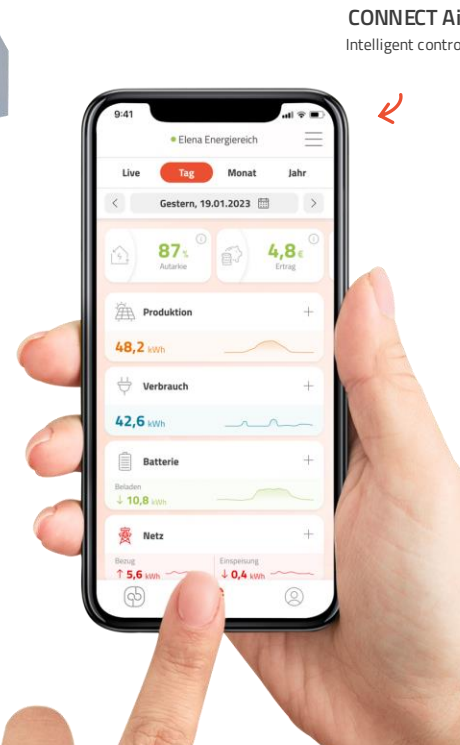 CONNECT Ai
Intelligent contro
9:41
Elena Energiereich
Live Tag Monat Jahr
Gestern, 19.01.2023
87 %
Autarkie
4,8 €
Ertrag
Produktion
48,2 kWh
Verbrauch
42,6 kWh
Batterie
Beladen
↓ 10,8 kWh
Netz
Bezug Einspeisung
↑ 5,6 kWh ↓ 0,4 kWh